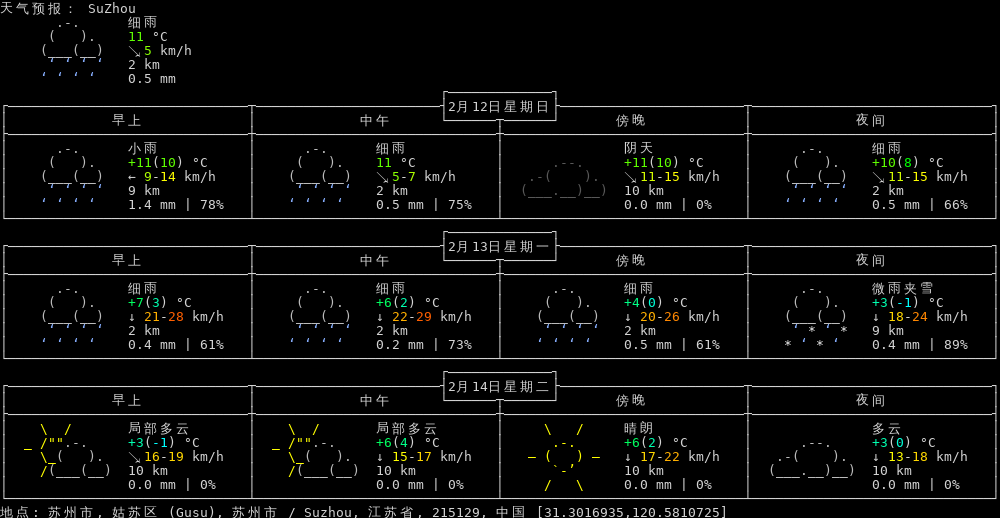 天气预报： SuZhou
细雨
11 °C
↘ 5 km/h
2 km
0.5 mm
2月12日星期日
早上 中午 傍晚 夜间
小雨 细雨 阴天 细雨
+11(10) °C 11 °C +11(10) °C +10(8) °C
← 9-14 km/h ↘ 5-7 km/h ↘ 11-15 km/h ↘ 11-15 km/h
9 km 2 km 10 km 2 km
1.4 mm | 78% 0.5 mm | 75% 0.0 mm | 0% 0.5 mm | 66%
2月13日星期一
早上 中午 傍晚 夜间
细雨 细雨 细雨 微雨夹雪
+7(3) °C +6(2) °C +4(0) °C +3(-1) °C
↓ 21-28 km/h ↓ 22-29 km/h ↓ 20-26 km/h ↓ 18-24 km/h
2 km 2 km 2 km 9 km
0.4 mm | 61% 0.2 mm | 73% 0.5 mm | 61% 0.4 mm | 89%
2月14日星期二
早上 中午 傍晚 夜间
局部多云 局部多云 晴朗 多云
+3(-1) °C +6(4) °C +6(2) °C +3(0) °C
↘ 16-19 km/h ↓ 15-17 km/h ↓ 17-22 km/h ↓ 13-18 km/h
10 km 10 km 10 km 10 km
0.0 mm | 0% 0.0 mm | 0% 0.0 mm | 0% 0.0 mm | 0%
地点: 苏州市, 姑苏区 (Gusu), 苏州市 / Suzhou, 江苏省, 215129, 中国 [31.3016935,120.5810725]